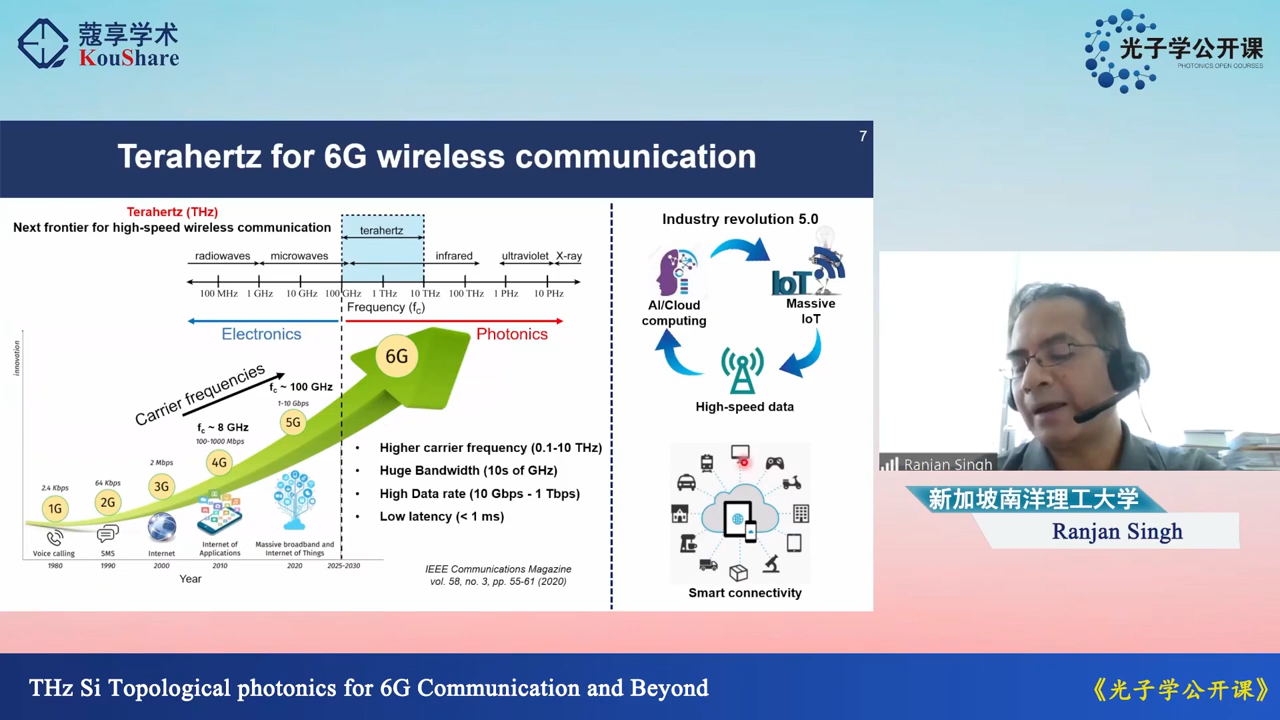 蔻享学术
KouShare
光子学公开课
PHOTONICS OPEN COURSES
7
Terahertz for 6G wireless communication
Terahertz (THz)
Next frontier for high-speed wireless communication
terahertz
radiowaves
microwaves
infrared
ultraviolet
X-ray
100 MHz
1 GHz
10 GHz
100 GHz
1 THz
10 THz
100 THz
1 PHz
10 PHz
Frequency (fc)
Electronics
Photonics
innovation
Carrier frequencies
6G
fc ~ 100 GHz
1-10 Gbps
5G
fc ~ 8 GHz
100-1000 Mbps
4G
2 Mbps
3G
64 Kbps
2G
2.4 Kbps
1G
• Higher carrier frequency (0.1-10 THz)
• Huge Bandwidth (10s of GHz)
• High Data rate (10 Gbps - 1 Tbps)
• Low latency (< 1 ms)
Voice calling
SMS
Internet
Internet of
Applications
Massive broadband and
Internet of Things
1980
1990
2000
2010
2020
2025-2030
Year
IEEE Communications Magazine
vol. 58, no. 3, pp. 55-61 (2020)
Industry revolution 5.0
AI/Cloud
computing
IoT
Massive
IoT
High-speed data
Smart connectivity
Ranjan Singh
新加坡南洋理工大学
Ranjan Singh
THz Si Topological photonics for 6G Communication and Beyond
《光子学公开课》